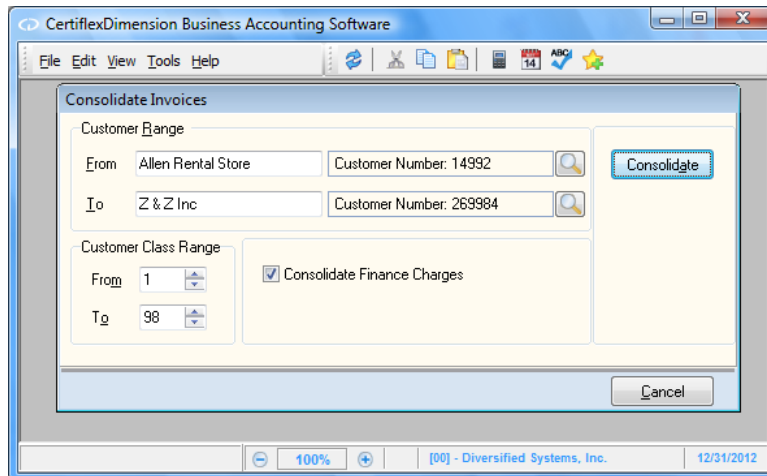 CertiflexDimension Business Accounting Software
File Edit View Tools Help
14
ABC
Consolidate Invoices
Customer Range
From Allen Rental Store Customer Number: 14992
Consolidate
To Z & Z Inc Customer Number: 269984
Customer Class Range
From 1
Consolidate Finance Charges
To 98
Cancel
100% [00] - Diversified Systems, Inc. 12/31/2012